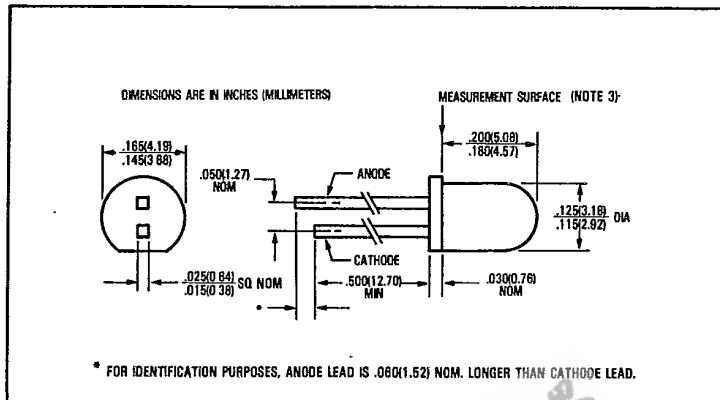 DIMENSIONS ARE IN INCHES (MILLIMETERS)
MEASUREMENT SURFACE (NOTE 3)
.165(4.19)
.145(3 68)
.050(1.27)
NOM
ANODE
.200(5.08)
.180(4.57)
.125(3.18)
.115(2.92)
DIA
CATHODE
.025(0 64)
.015(0 38)
SQ NOM
.500(12.70)
MIN
.030(0.76)
NOM
*
* FOR IDENTIFICATION PURPOSES, ANODE LEAD IS .060(1.52) NOM. LONGER THAN CATHODE LEAD.